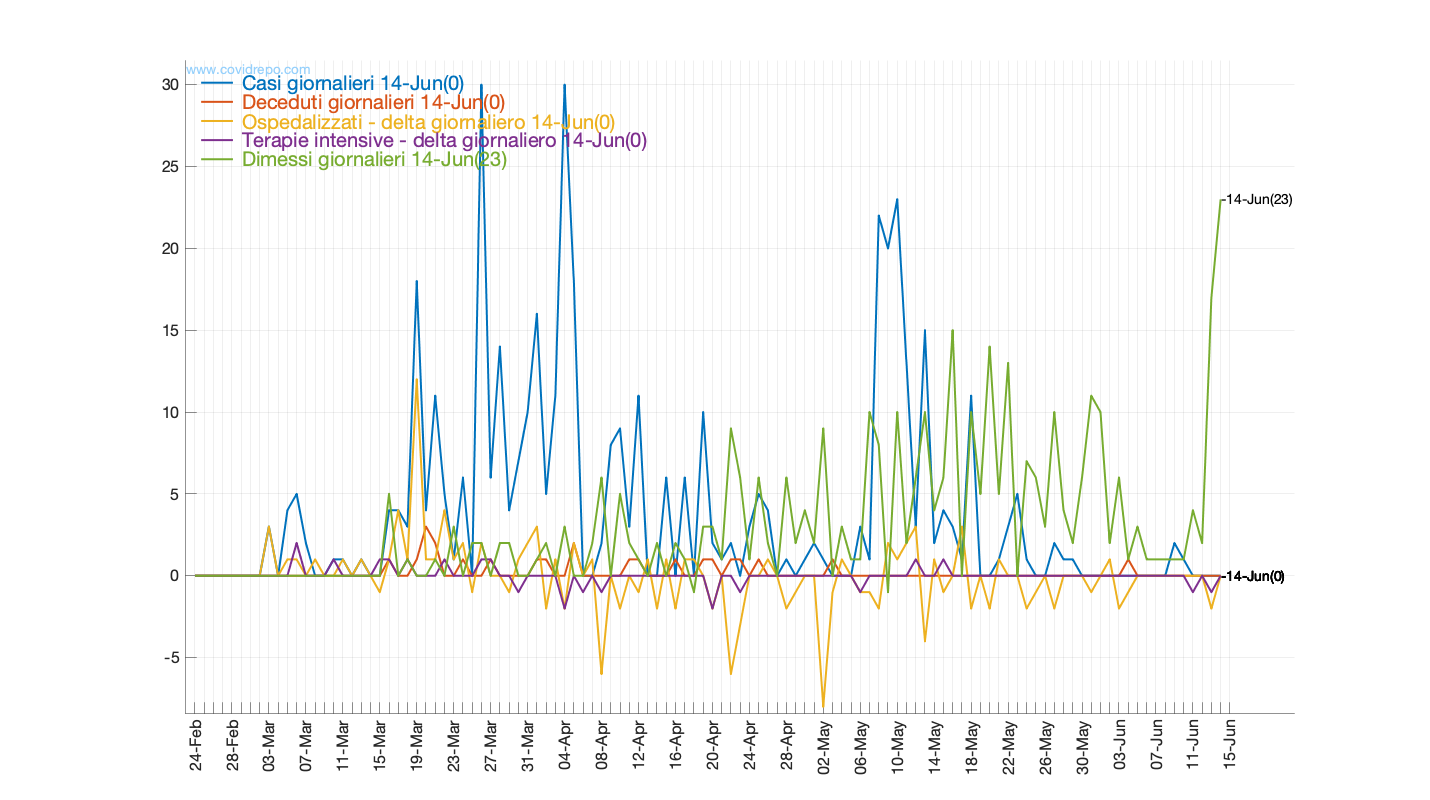 www.covidrepo.com
30
Casi giornalieri 14-Jun(0)
Deceduti giornalieri 14-Jun(0)
Ospedalizzati - delta giornaliero 14-Jun(0)
Terapie intensive - delta giornaliero 14-Jun(0)
Dimessi giornalieri 14-Jun(23)
25
-14-Jun(23)
20
15
10
5
0
-14-Jun(0)
-5
24-Feb
28-Feb
03-Mar
07-Mar
11-Mar
15-Mar
19-Mar
23-Mar
27-Mar
31-Mar
04-Apr
08-Apr
12-Apr
16-Apr
20-Apr
24-Apr
28-Apr
02-May
06-May
10-May
14-May
18-May
22-May
26-May
30-May
03-Jun
07-Jun
11-Jun
15-Jun